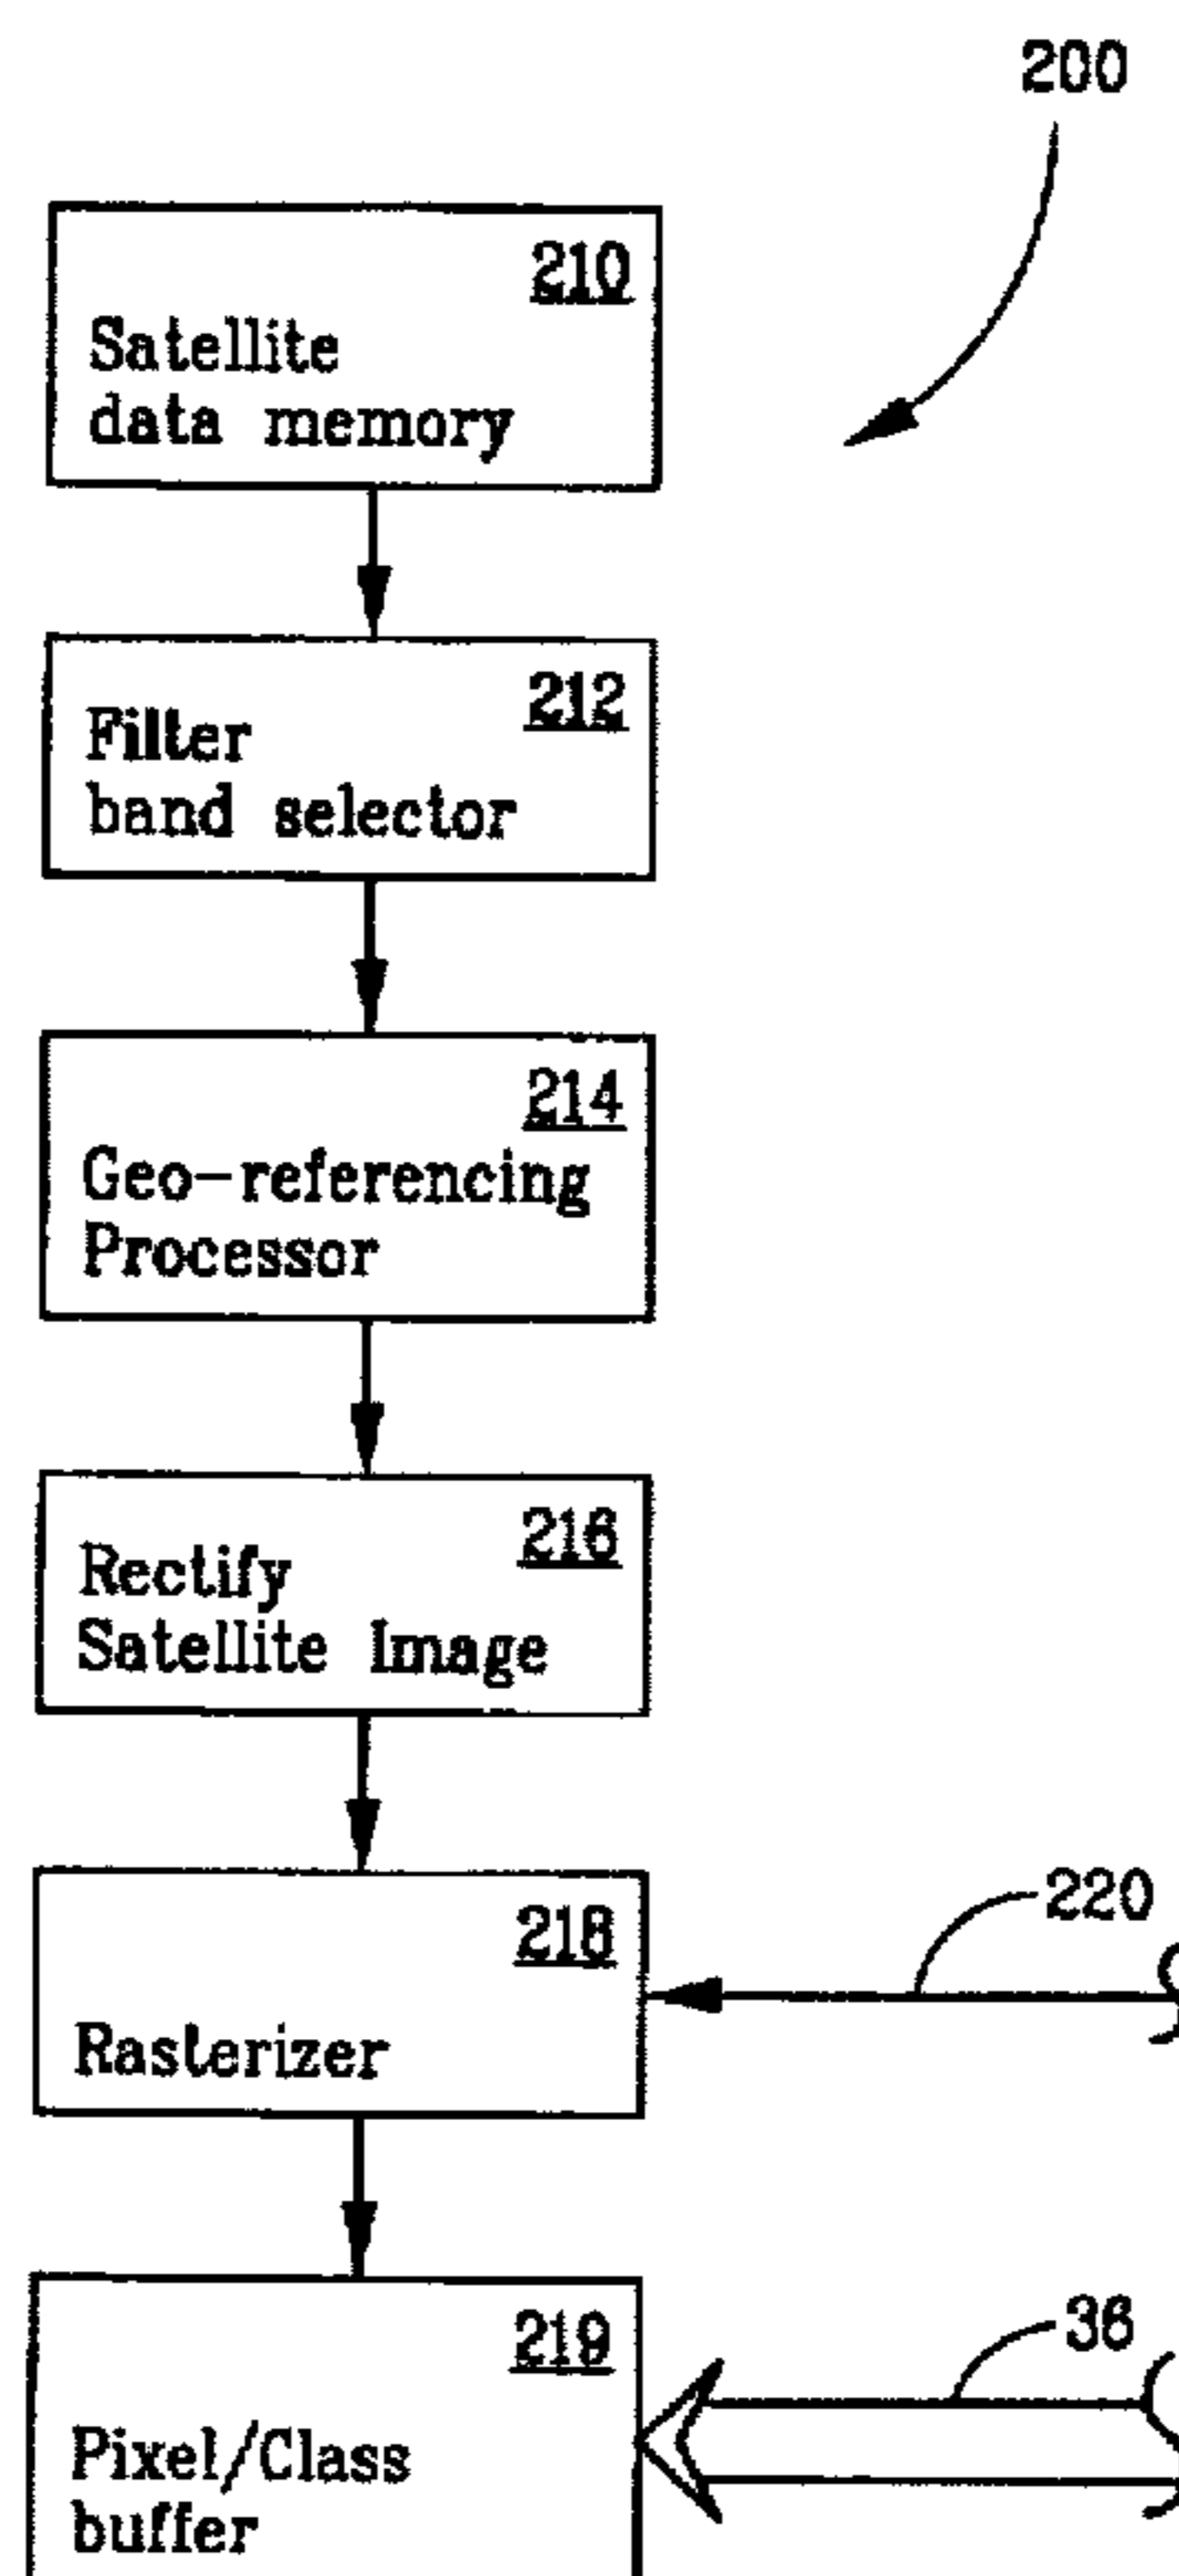 200
210
Satellite
data memory
212
Filter
band selector
214
Geo-referencing
Processor
216
Rectify
Satellite Image
218
Rasterizer
220
219
Pixel/Class
buffer
36